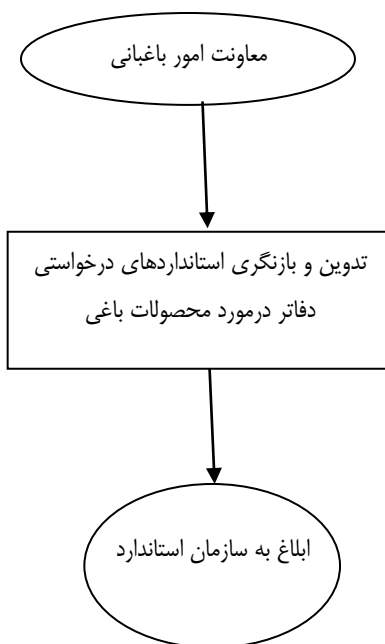 معاونت امور باغبانی
تدوین و بازنگری استانداردهای درخواستی
دفاتر درمورد محصولات باغی
ابلاغ به سازمان استاندارد